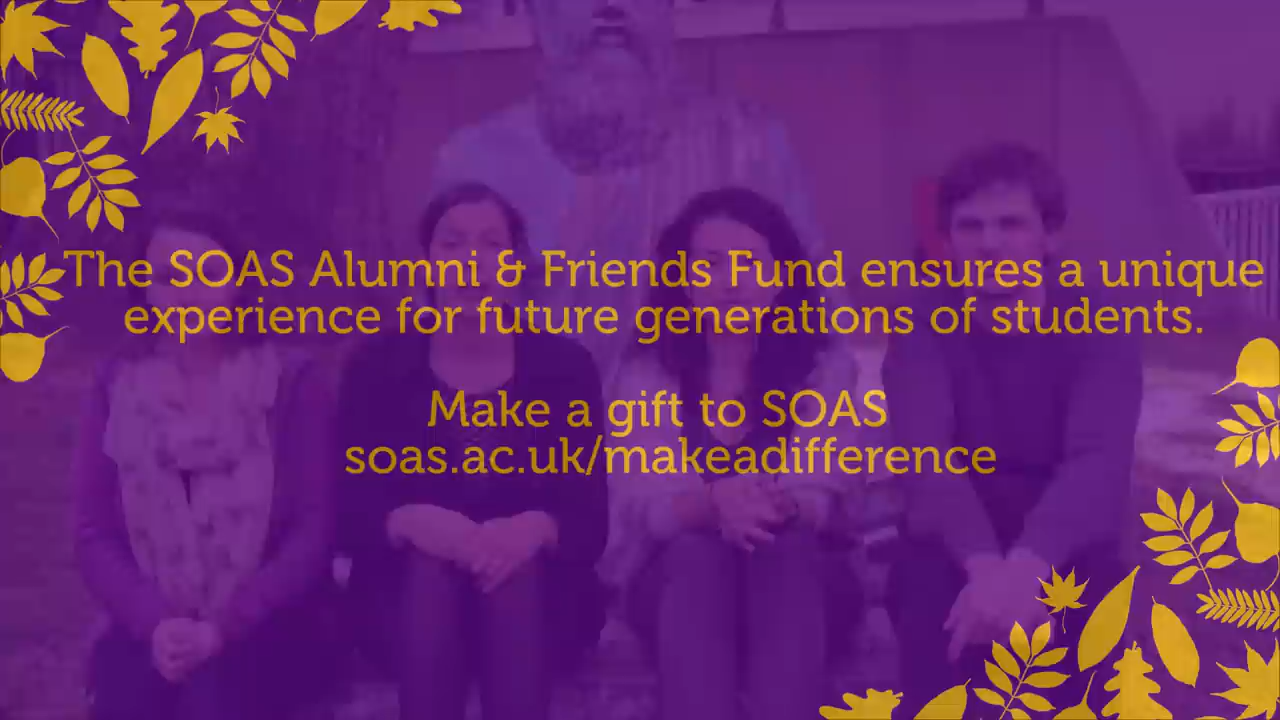 The SOAS Alumni & Friends Fund ensures a unique
experience for future generations of students.
Make a gift to SOAS
soas.ac.uk/makeadifference